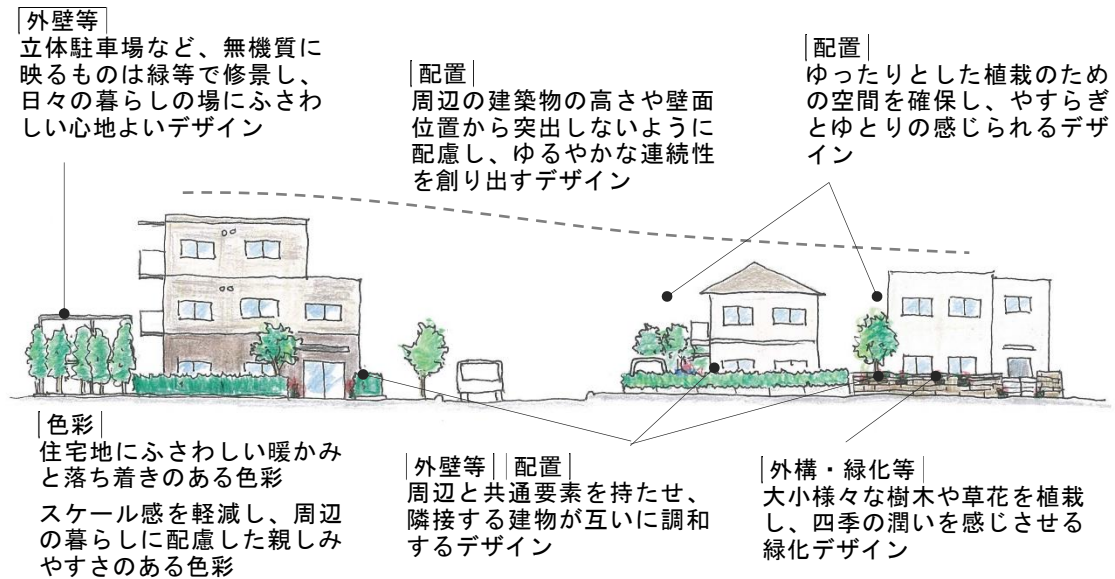 外壁等
立体駐車場など、無機質に
映るものは緑等で修景し、
日々の暮らしの場にふさわ
しい心地よいデザイン
配置
周辺の建築物の高さや壁面
位置から突出しないように
配慮し、ゆるやかな連続性
を創り出すデザイン
配置
ゆったりとした植栽のため
の空間を確保し、やすらぎ
とゆとりの感じられるデザ
イン
色彩
住宅地にふさわしい暖かみ
と落ち着きのある色彩
スケール感を軽減し、周辺
の暮らしに配慮した親しみ
やすさのある色彩
外壁等 配置
周辺と共通要素を持たせ、
隣接する建物が互いに調和
するデザイン
外構・緑化等
大小様々な樹木や草花を植栽
し、四季の潤いを感じさせる
緑化デザイン